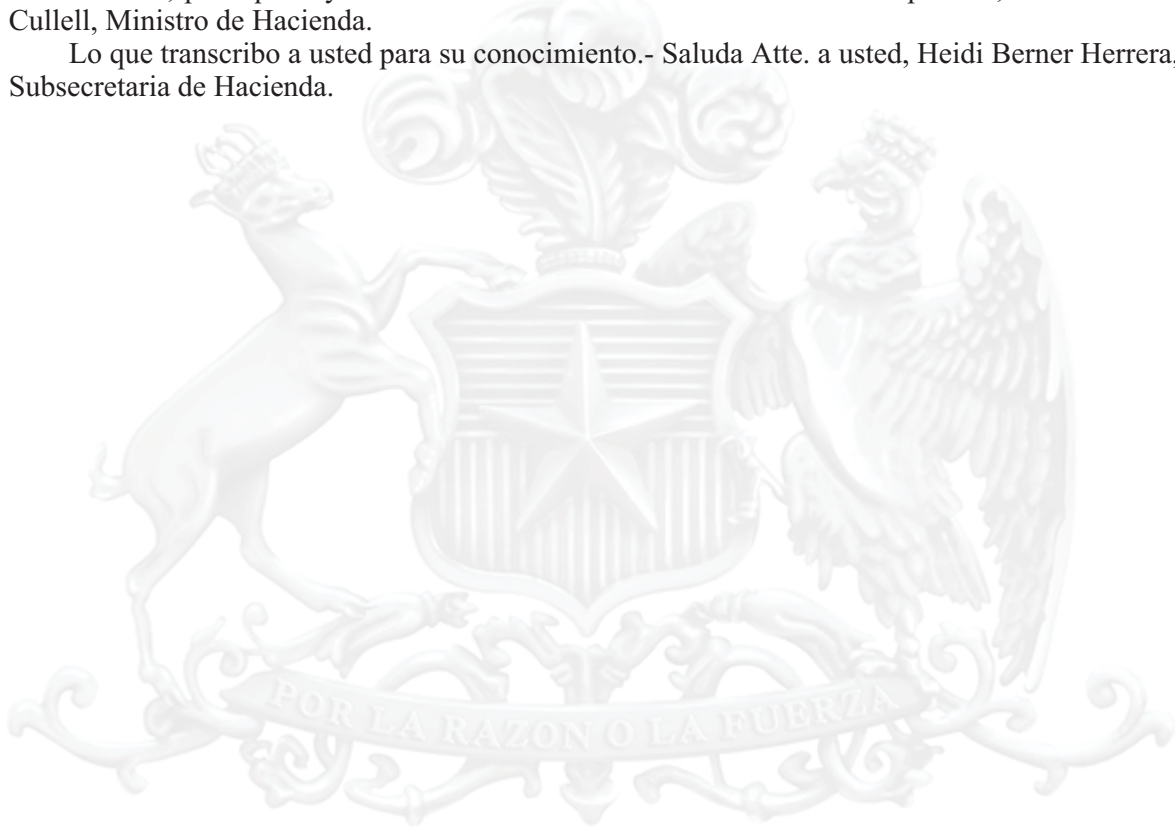 Cullell, Ministro de Hacienda.
Lo que transcribo a usted para su conocimiento.- Saluda Atte. a usted, Heidi Berner Herrera,
Subsecretaria de Hacienda.
POR LA RAZON O LA FUERZA